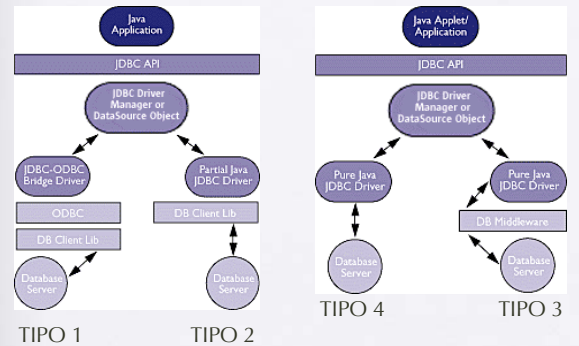 Java
Application
JDBC API
JDBC Driver
Manager or
DataSource Object
JDBC-ODBC
Bridge Driver
Partial Java
JDBC Driver
ODBC
DB Client Lib
DB Client Lib
Database
Server
Database
Server
TIPO 1
TIPO 2
Java Applet/
Application
JDBC API
JDBC Driver
Manager or
DataSource Object
Pure Java
JDBC Driver
Pure Java
JDBC Driver
DB Middleware
Database
Server
Database
Server
TIPO 4
TIPO 3